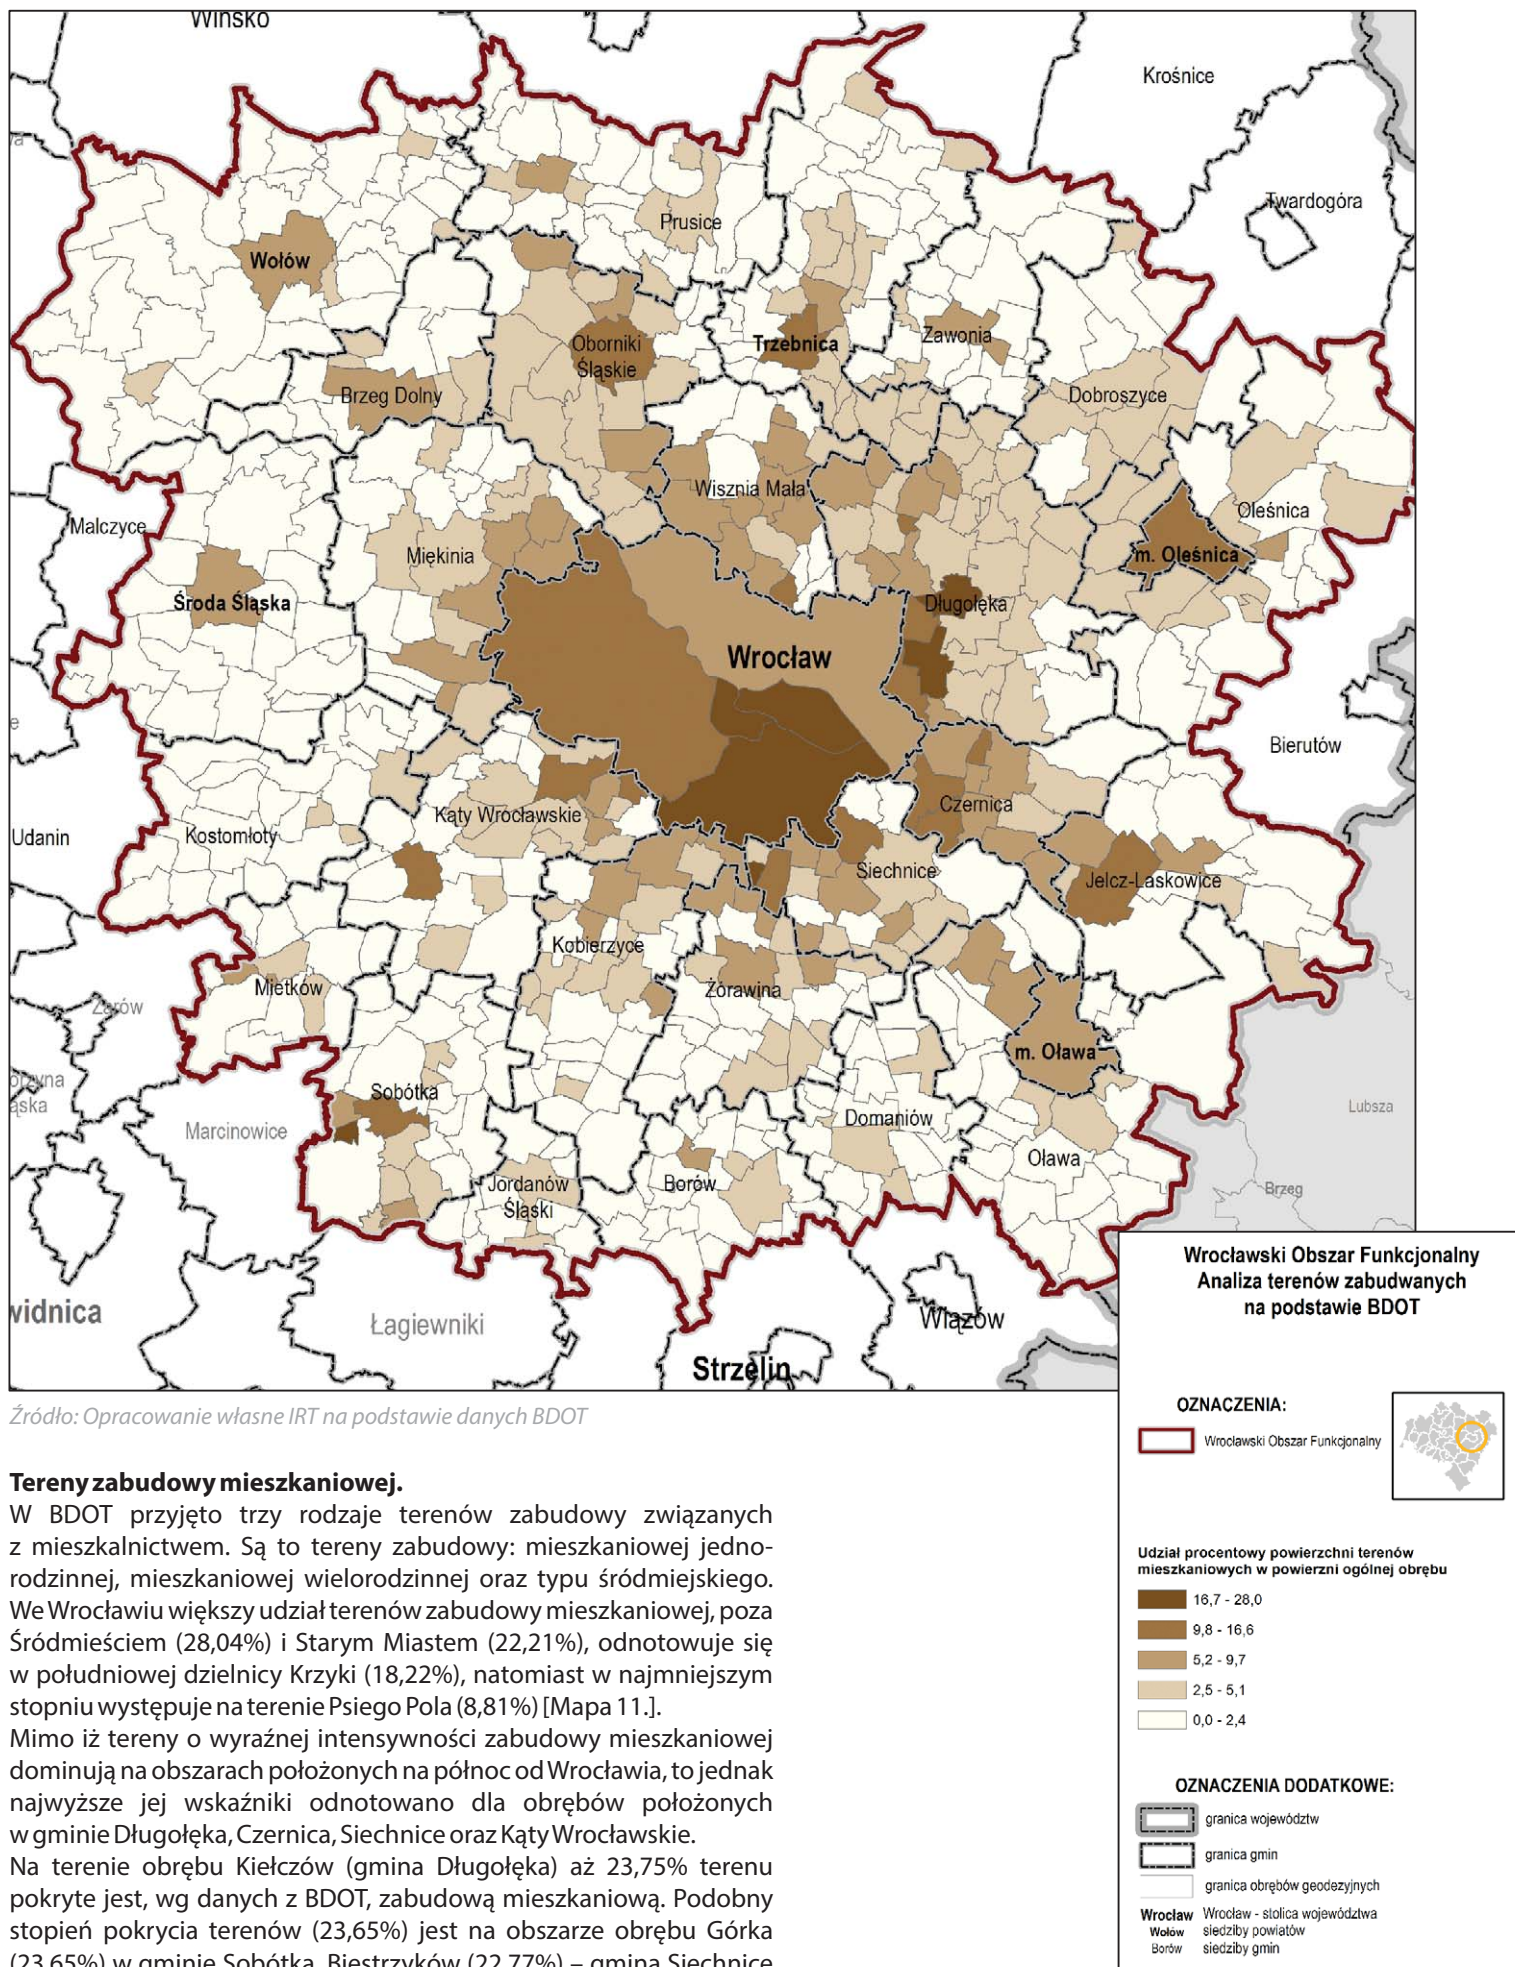 Winsko
Krośnice
Twardogóra
Prusice
Wołów
Oborniki
Śląskie
Trzebnica
Zawonia
Brzeg Dolny
Dobroszyce
Wisznia Mała
Oleśnica
Malczyce
Miękinia
m. Oleśnica
Środa Śląska
Długołęka
Wrocław
Bierutów
Czernica
Kąty Wrocławskie
Udanin
Kostomłoty
Siechnice
Jelcz-Laskowice
Kobierzyce
Mietków
Żórawina
Żarów
m. Oława
Sobótka
Domaniów
Lubsza
Marcinowice
Oława
Jordanów
Śląski
Borów
Brzeg
widnica
Łagiewniki
Wiązów
Strzelin
Wrocławski Obszar Funkcjonalny
Analiza terenów zabudwanych
na podstawie BDOT
OZNACZENIA:
Wrocławski Obszar Funkcjonalny
Udział procentowy powierzchni terenów
mieszkaniowych w powierzni ogólnej obrębu
16,7 - 28,0
9,8 - 16,6
5,2 - 9,7
2,5 - 5,1
0,0 - 2,4
OZNACZENIA DODATKOWE:
granica województw
granica gmin
granica obrębów geodezyjnych
Wrocław Wrocław - stolica województwa
Wołów siedziby powiatów
Borów siedziby gmin
Źródło: Opracowanie własne IRT na podstawie danych BDOT
Tereny zabudowy mieszkaniowej.
W BDOT przyjęto trzy rodzaje terenów zabudowy związanych
z mieszkalnictwem. Są to tereny zabudowy: mieszkaniowej jedno-
rodzinnej, mieszkaniowej wielorodzinnej oraz typu śródmiejskiego.
We Wrocławiu większy udział terenów zabudowy mieszkaniowej, poza
Śródmieściem (28,04%) i Starym Miastem (22,21%), odnotowuje się
w południowej dzielnicy Krzyki (18,22%), natomiast w najmniejszym
stopniu występuje na terenie Psiego Pola (8,81%) [Mapa 11.].
Mimo iż tereny o wyraźnej intensywności zabudowy mieszkaniowej
dominują na obszarach położonych na północ od Wrocławia, to jednak
najwyższe jej wskaźniki odnotowano dla obrębów położonych
w gminie Długołęka, Czernica, Siechnice oraz Kąty Wrocławskie.
Na terenie obrębu Kiełczów (gmina Długołęka) aż 23,75% terenu
pokryte jest, wg danych z BDOT, zabudową mieszkaniową. Podobny
stopień pokrycia terenów (23,65%) jest na obszarze obrębu Górka
(23,65%) w gminie Sobótka, Biestrzyków (22,77%) – gmina Siechnice